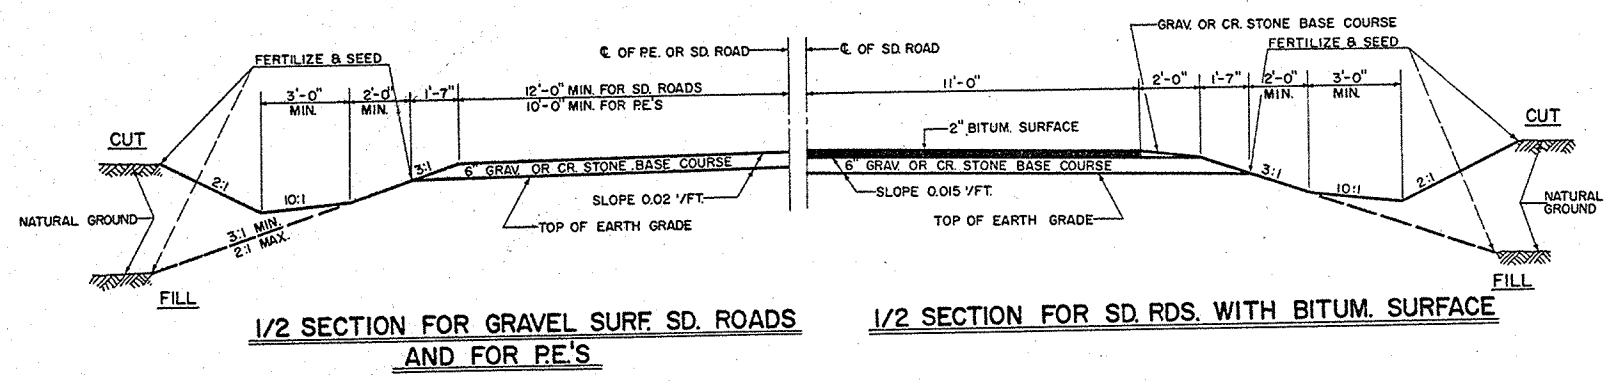 GRAV. OR CR. STONE BASE COURSE
FERTILIZE & SEED
℄ OF P.E. OR SD. ROAD
℄ OF SD. ROAD
FERTILIZE & SEED
3'-0"
MIN.
2'-0"
MIN.
1'-7"
12'-0" MIN. FOR SD. ROADS
10'-0" MIN. FOR P.E.'S
11'-0"
2'-0"
1'-7"
2'-0"
MIN.
3'-0"
MIN.
CUT
2" BITUM. SURFACE
CUT
2:1
10:1
3:1
6" GRAV. OR CR. STONE BASE COURSE
6" GRAV. OR CR. STONE BASE COURSE
3:1
10:1
2:1
SLOPE 0.02 '/FT.
SLOPE 0.015 '/FT.
NATURAL GROUND
3:1 MIN.
2:1 MAX.
TOP OF EARTH GRADE
TOP OF EARTH GRADE
NATURAL
GROUND
FILL
FILL
1/2 SECTION FOR GRAVEL SURF. SD. ROADS
AND FOR P.E.'S
1/2 SECTION FOR SD. RDS. WITH BITUM. SURFACE